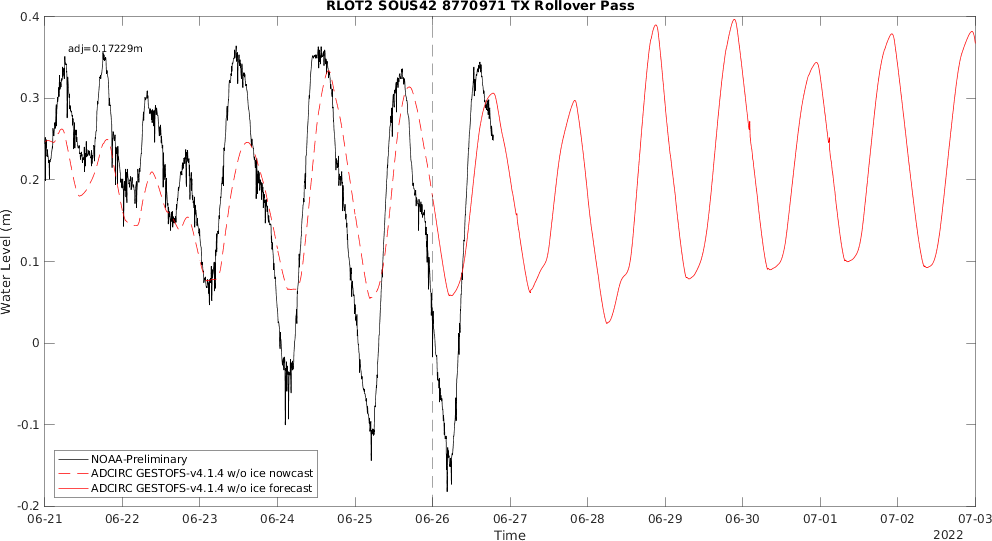 RLOT2 SOUS42 8770971 TX Rollover Pass
adj=0.17229m
0.4
0.3
0.2
0.1
0
-0.1
-0.2
Water Level (m)
NOAA-Preliminary
ADCIRC GESTOFS-v4.1.4 w/o ice nowcast
ADCIRC GESTOFS-v4.1.4 w/o ice forecast
06-21 06-22 06-23 06-24 06-25 06-26 06-27 06-28 06-29 06-30 07-01 07-02 07-03
Time
2022